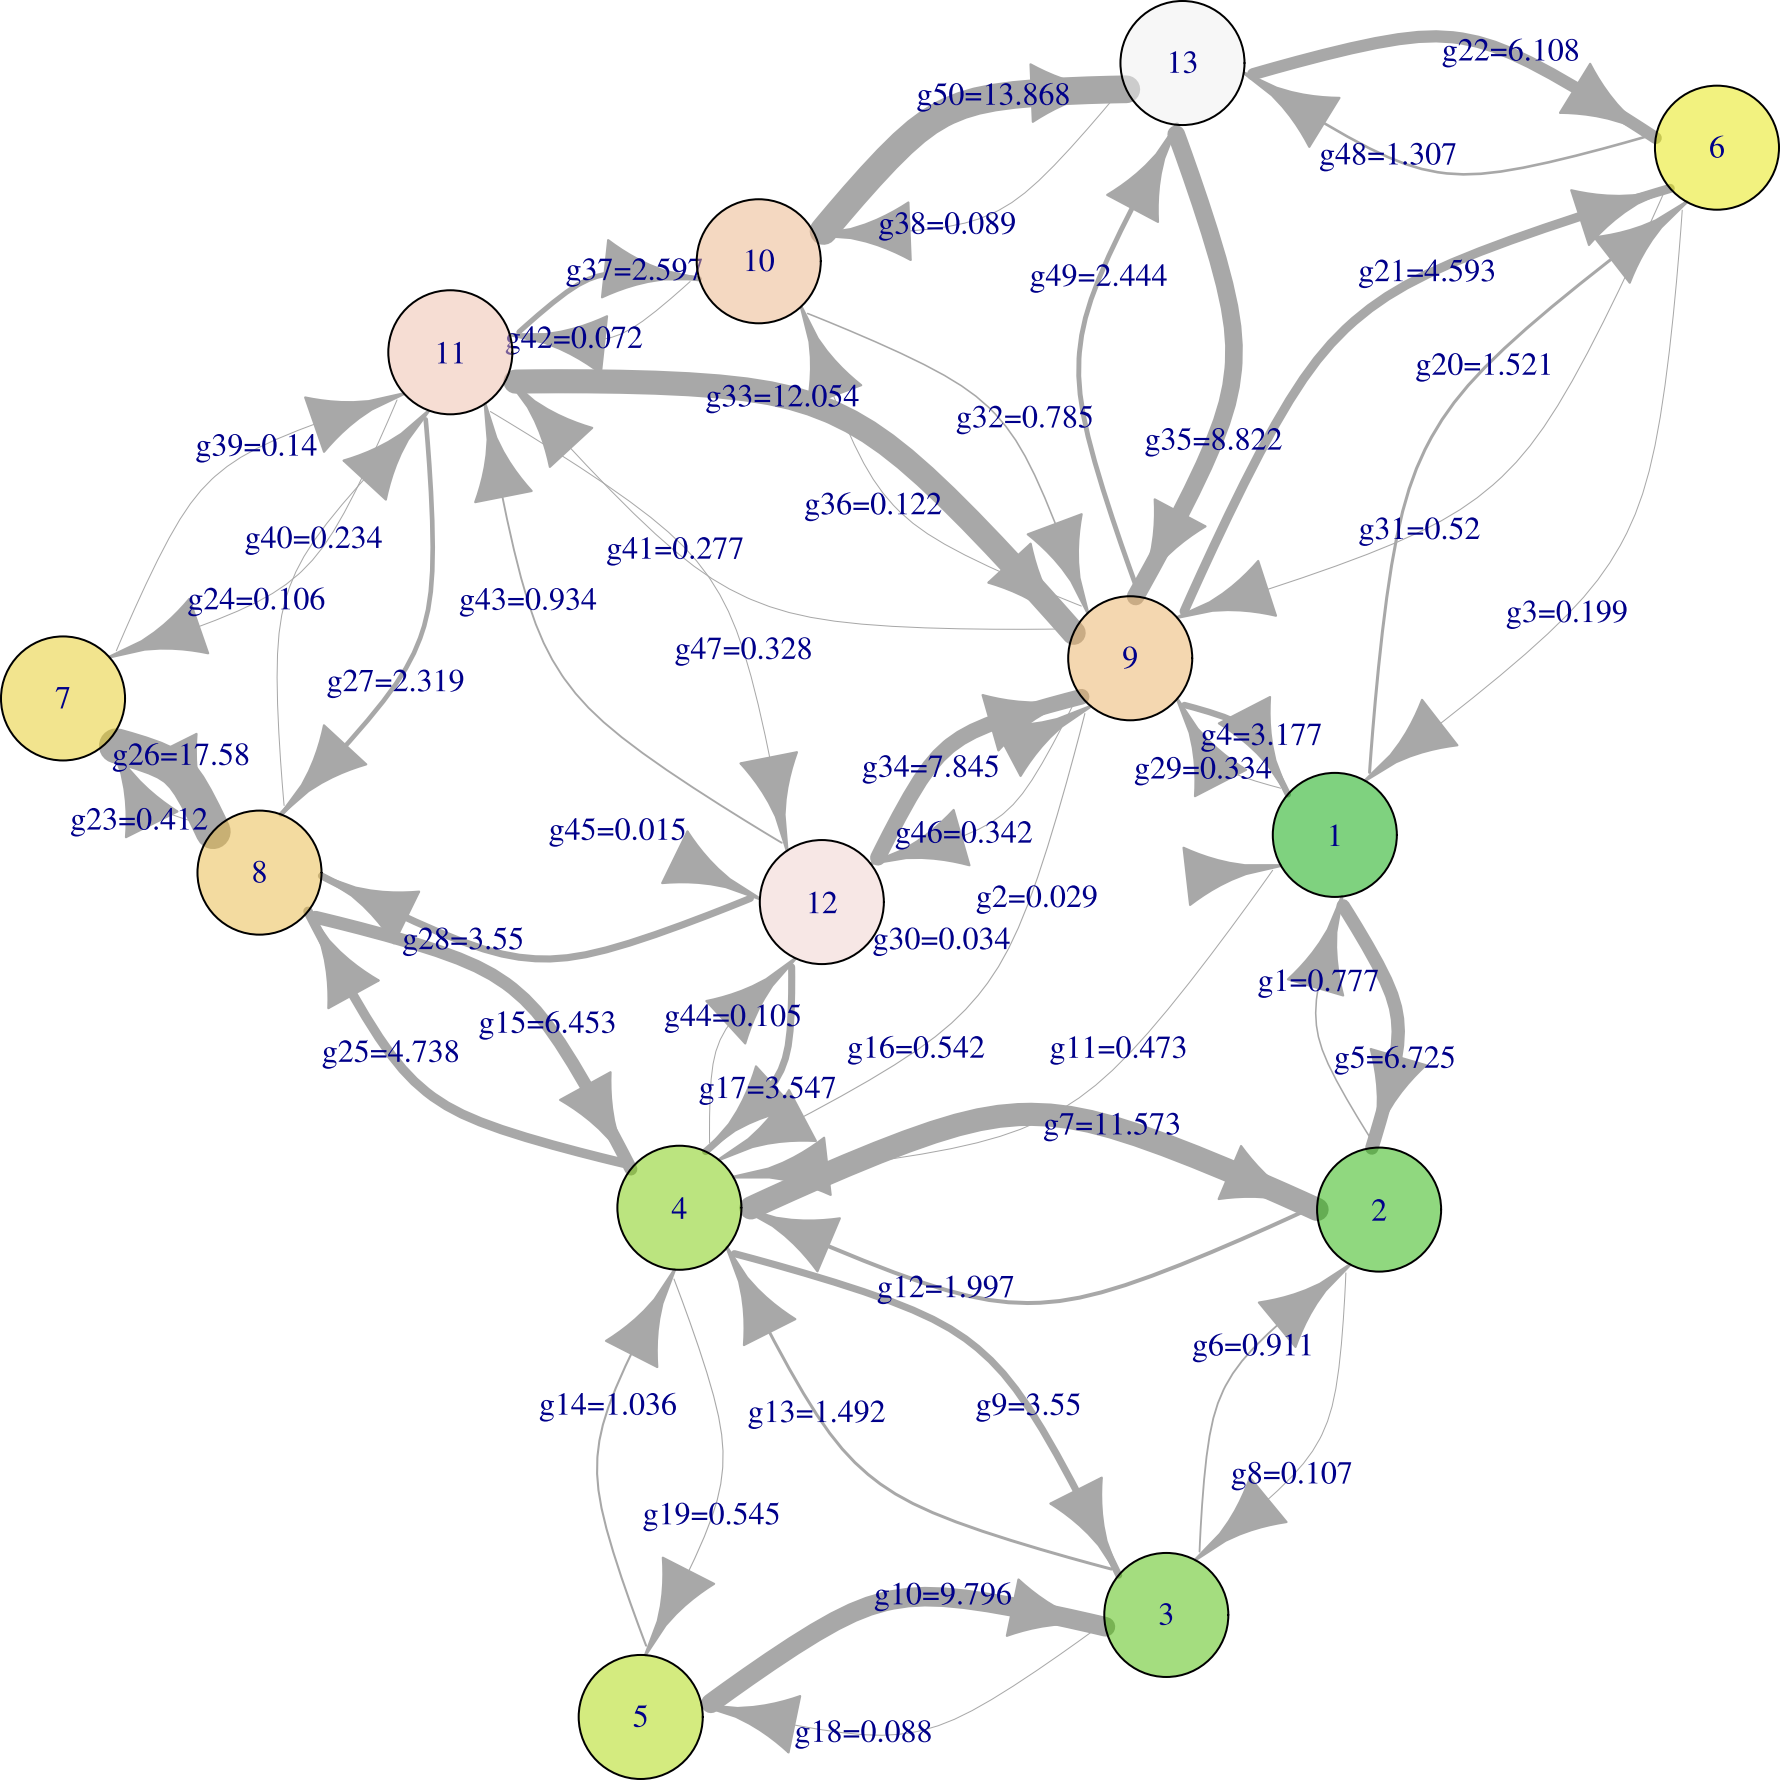 13
g22=6.108
g50=13.868
6
g48=1.307
g38=0.089
10
g37=2.597
g21=4.593
g49=2.444
g42=0.072
11
g20=1.521
g33=12.054
g32=0.785
g35=8.822
g39=0.14
g36=0.122
g31=0.52
g40=0.234
g41=0.277
g24=0.106
g43=0.934
g3=0.199
g47=0.328
9
g27=2.319
7
g4=3.177
g26=17.58
g34=7.845
g29=0.334
g23=0.412
g45=0.015
g46=0.342
1
8
12
g2=0.029
g28=3.55
g30=0.034
g1=0.777
g44=0.105
g15=6.453
g25=4.738
g16=0.542
g11=0.473
g5=6.725
g17=3.547
g7=11.573
4
2
g12=1.997
g6=0.911
g14=1.036
g13=1.492
g9=3.55
g8=0.107
g19=0.545
g10=9.796
3
5
g18=0.088